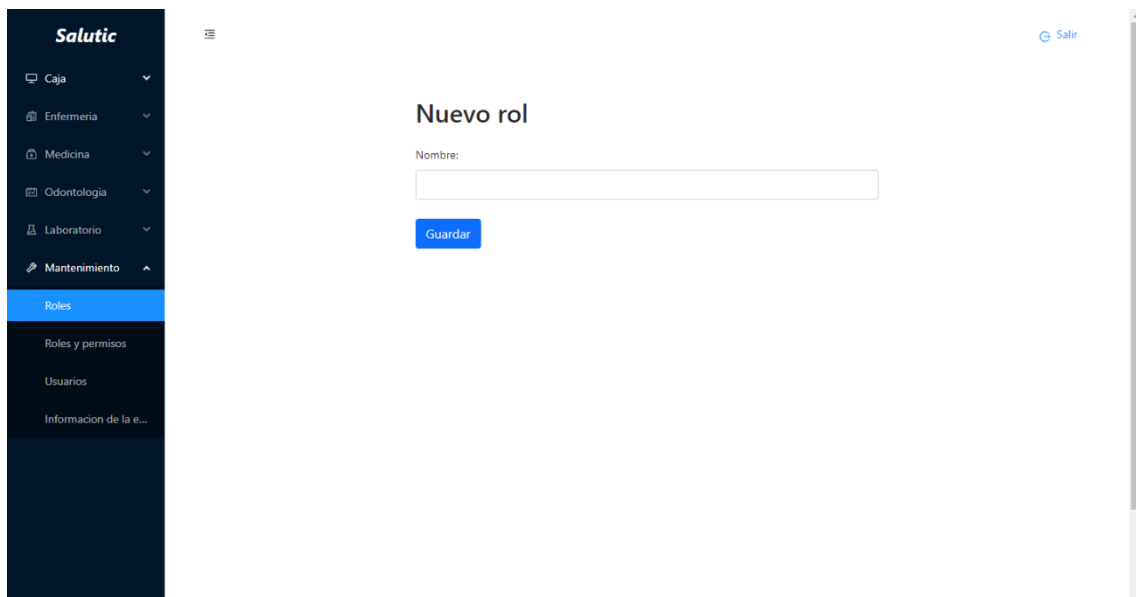 Salutic
Salir
Caja
Enfermeria
Medicina
Odontologia
Laboratorio
Mantenimiento
Roles
Roles y permisos
Usuarios
Informacion de la e...
Nuevo rol
Nombre:
Guardar